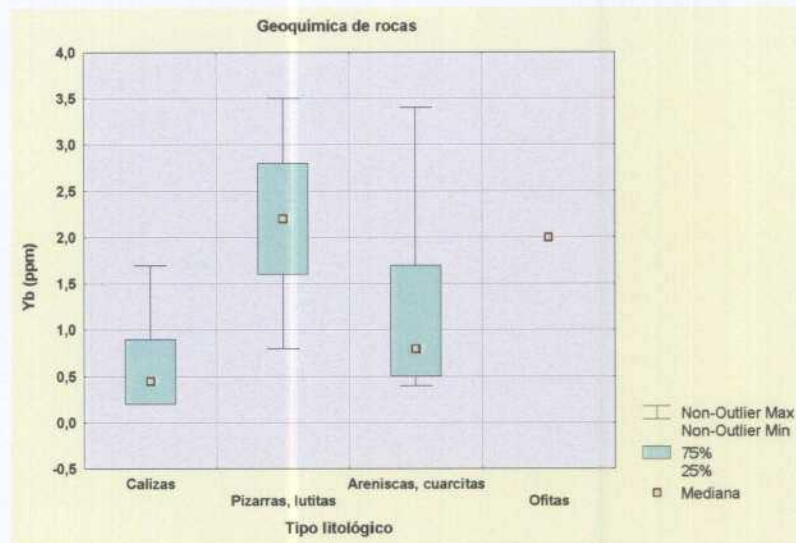 Geoquímica de rocas
Yb (ppm)
4,0
3,5
3,0
2,5
2,0
1,5
1,0
0,5
0,0
-0,5
Calizas
Pizarras, lutitas
Areniscas, cuarcitas
Ofitas
Tipo litológico
Non-Outlier Max
Non-Outlier Min
75%
25%
Mediana